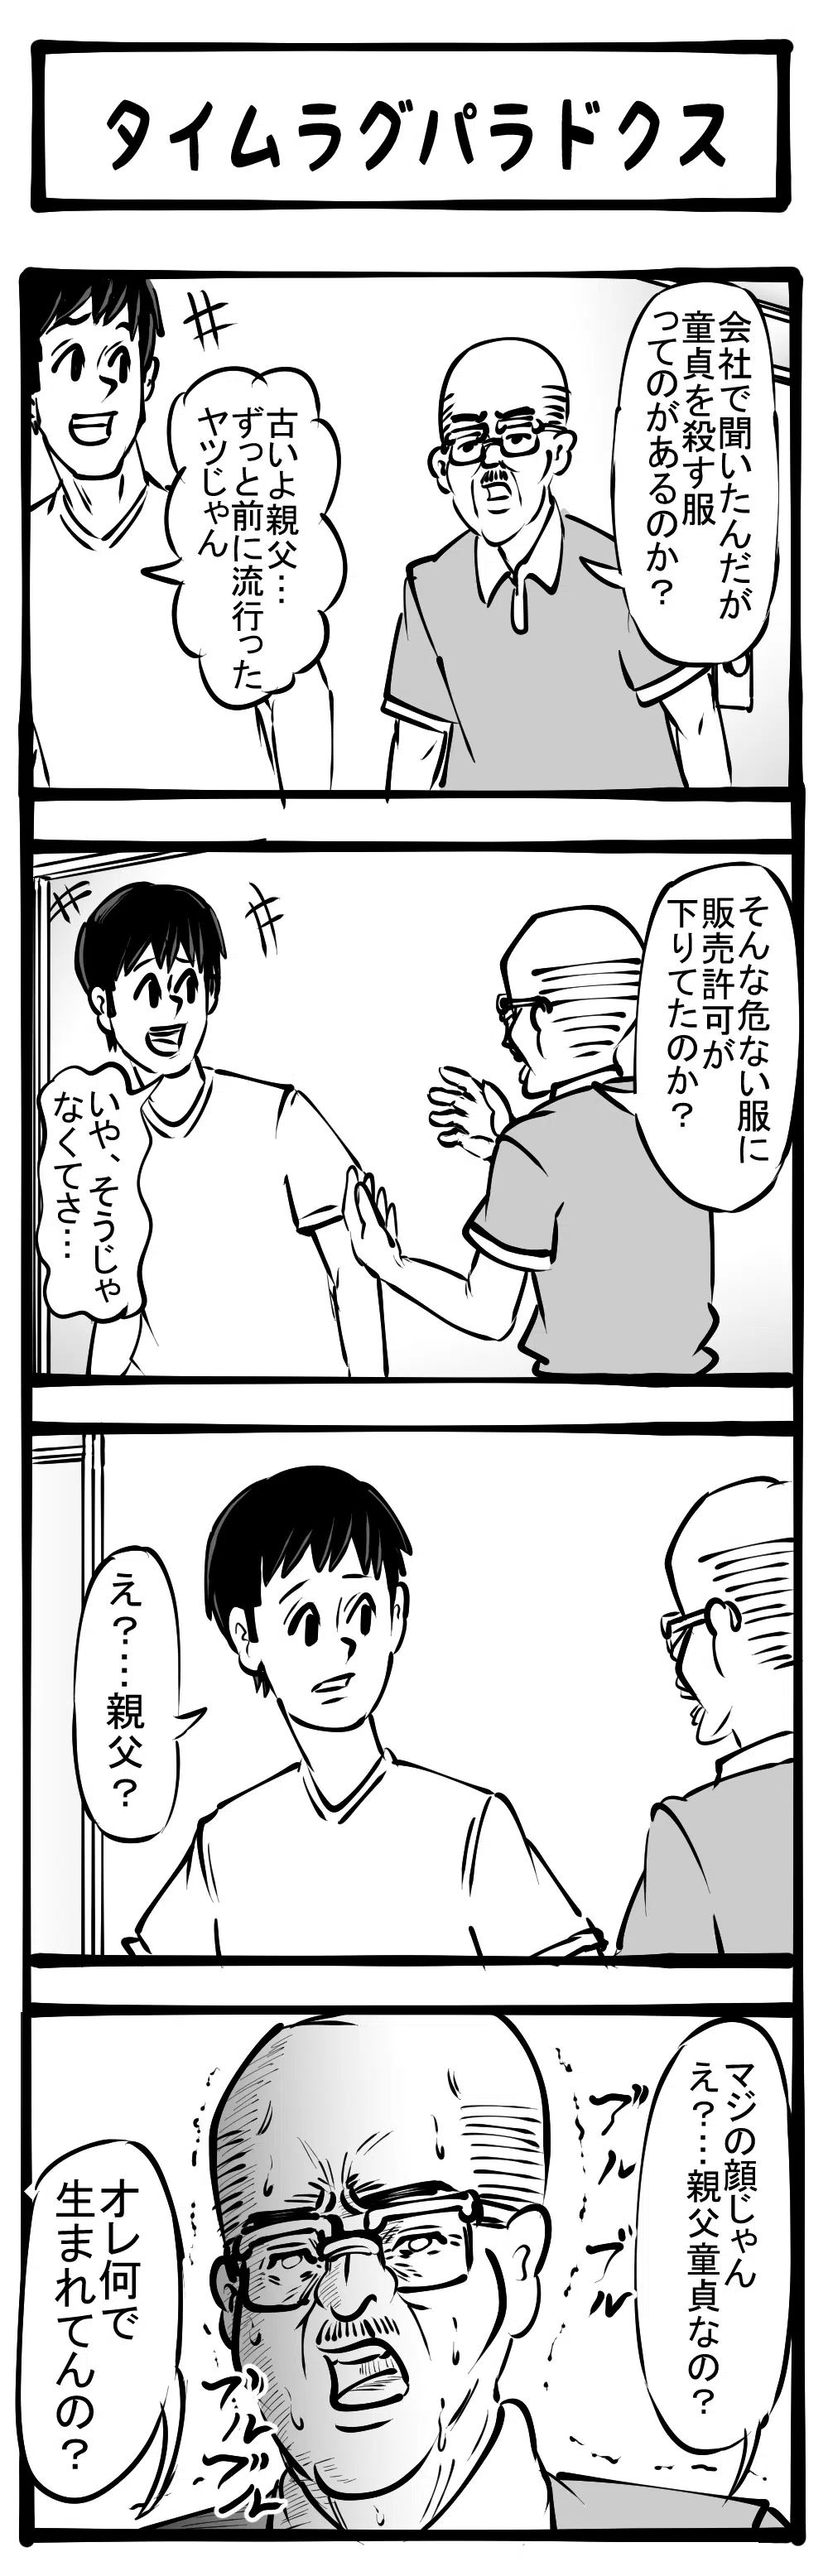 タイムラグパラドクス
会社で聞いたんだが
童貞を殺す服
ってのがあるのか?
古いよ親父…
ずっと前に流行った
ヤツじゃん
そんな危ない服に
販売許可が
下りてたのか?
いや、そうじゃ
なくてさ…
え?…親父?
マジの顔じゃん
え?…親父童貞なの?
ブルブル
オレ何で
生まれてんの?
ブルブル